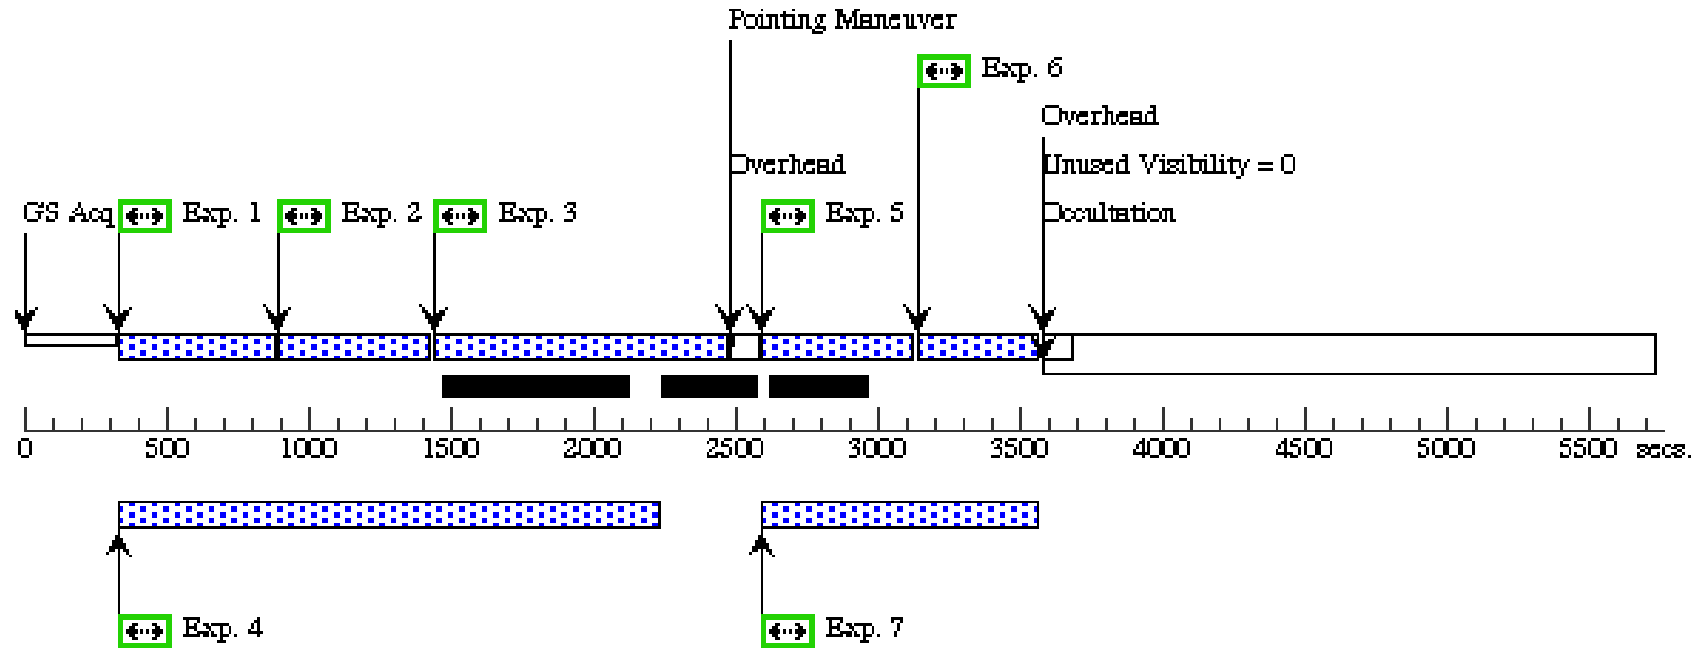 Pointing Maneuver
Exp. 6
Overhead
Overhead
Unused Visibility = 0
GS Acq
Exp. 1
Exp. 2
Exp. 3
Exp. 5
Occultation
0 500 1000 1500 2000 2500 3000 3500 4000 4500 5000 5500 secs.
Exp. 4
Exp. 7